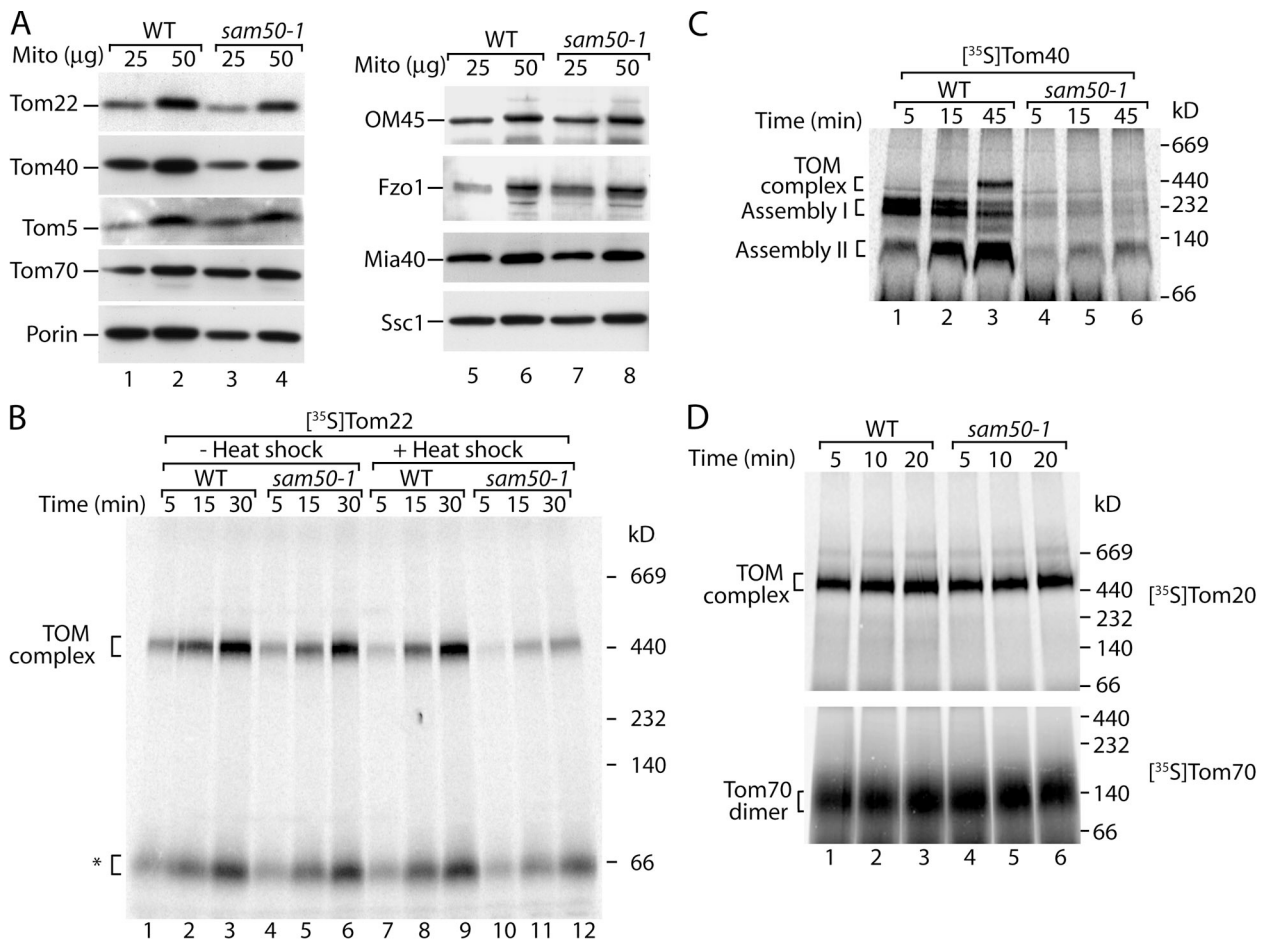 A
WT sam50-1
Mito (µg) 25 50 25 50
Tom22
Tom40
Tom5
Tom70
Porin
1 2 3 4
WT sam50-1
Mito (µg) 25 50 25 50
OM45
Fzo1
Mia40
Ssc1
5 6 7 8
B
[³⁵S]Tom22
- Heat shock + Heat shock
WT sam50-1 WT sam50-1
Time (min) 5 15 30 5 15 30 5 15 30 5 15 30
kD
669
TOM
complex
440
232
140
*
66
1 2 3 4 5 6 7 8 9 10 11 12
C
[³⁵S]Tom40
WT sam50-1
Time (min) 5 15 45 5 15 45 kD
669
TOM
complex
440
Assembly I
232
Assembly II
140
66
1 2 3 4 5 6
D
WT sam50-1
Time (min) 5 10 20 5 10 20
kD
669
TOM
complex
440
[³⁵S]Tom20
232
140
66
440
232
[³⁵S]Tom70
Tom70
dimer
140
66
1 2 3 4 5 6